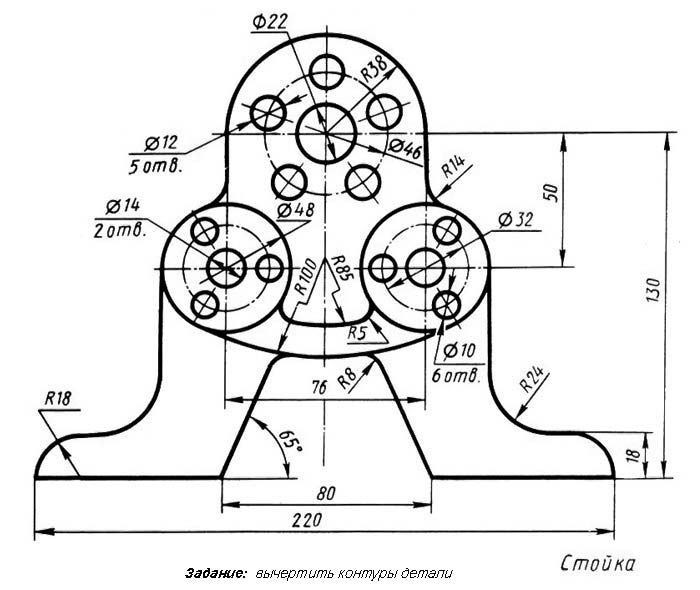 Ф22
R38
Ф12
5 отв.
Ф46
R14
50
Ф14
2 отв.
Ф48
Ф32
R100
R85
130
R5
Ф10
6 отв.
R8
R18
76
R24
65°
18
80
220
Стойка
Задание: вычертить контуры детали